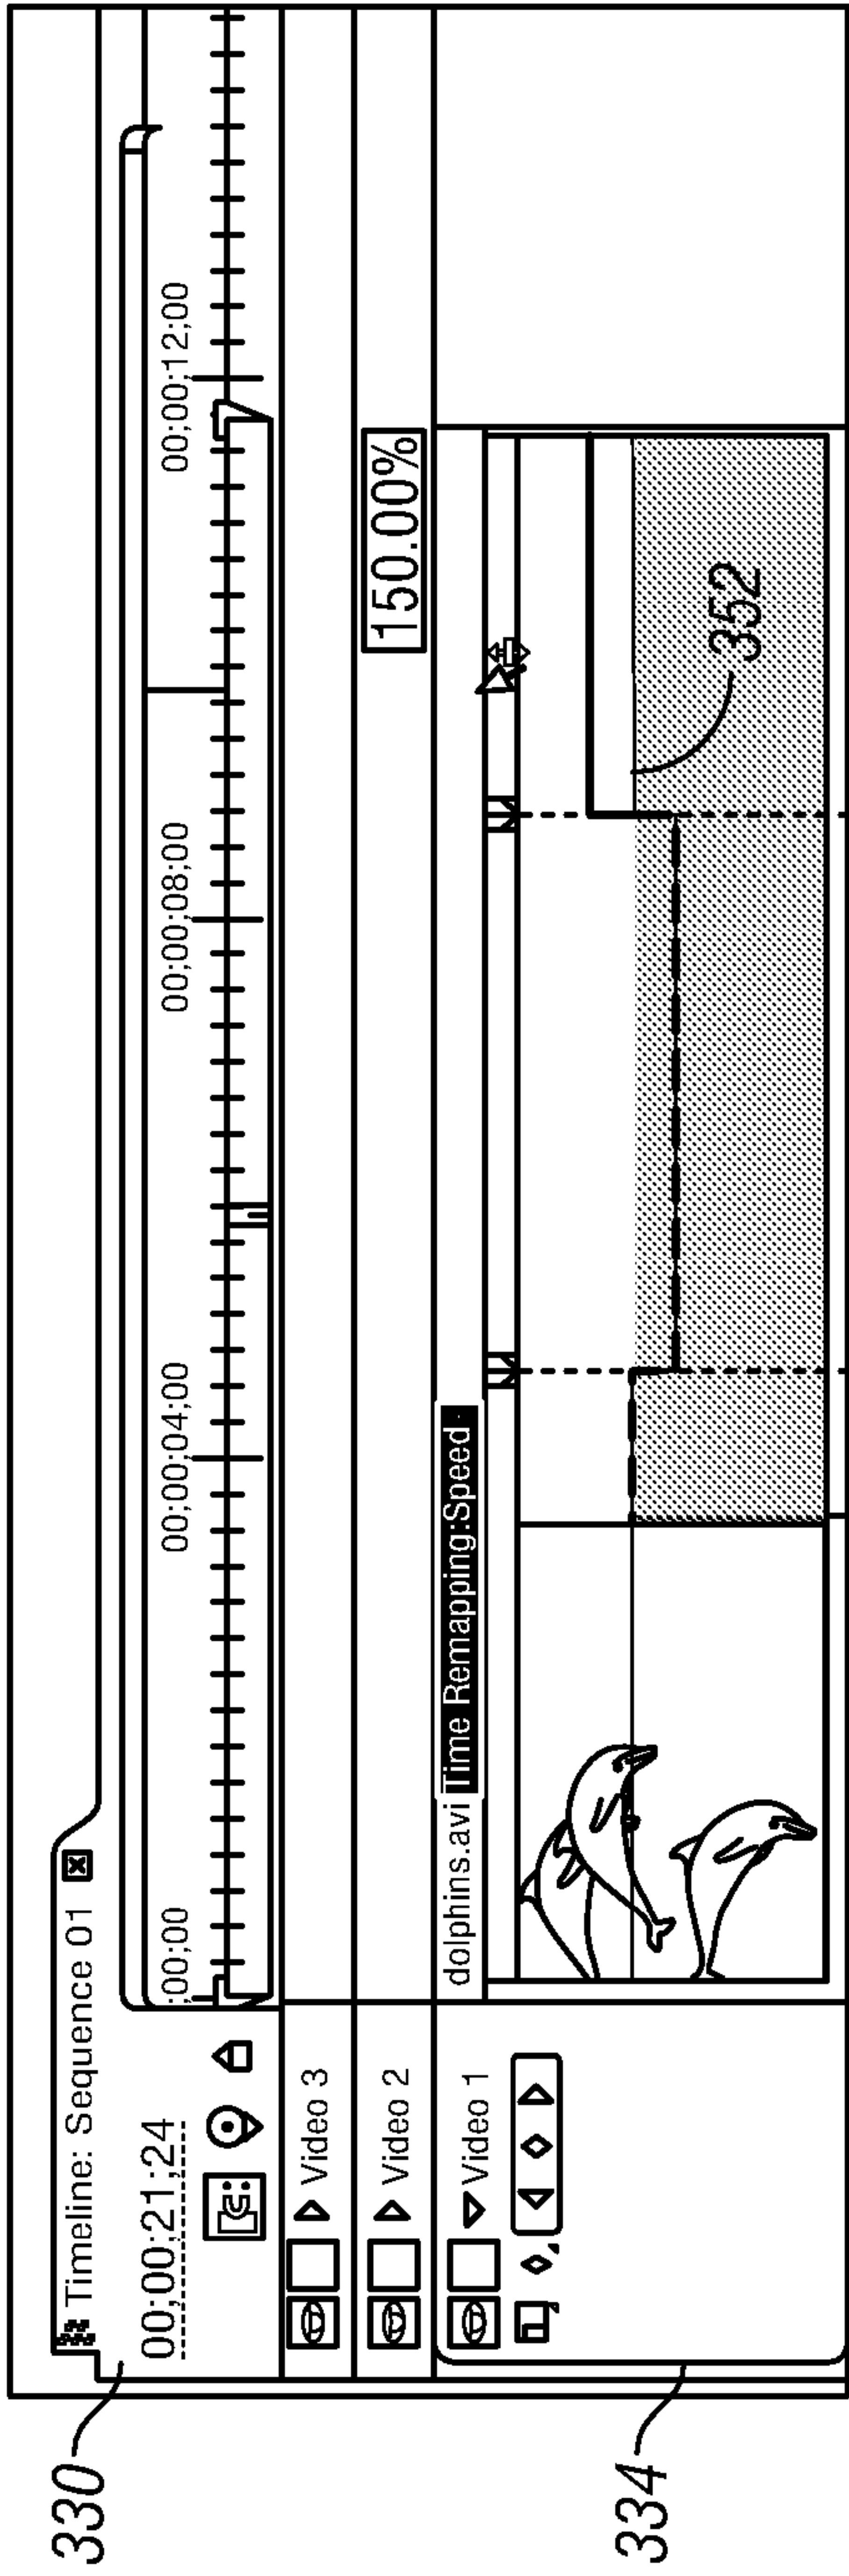 330
Timeline: Sequence 01
00;00;21;24
;00;00
00;00;04;00
00;00;08;00
00;00;12;00
Video 3
Video 2
150.00%
Video 1
dolphins.avi Time Remapping:Speed
352
334